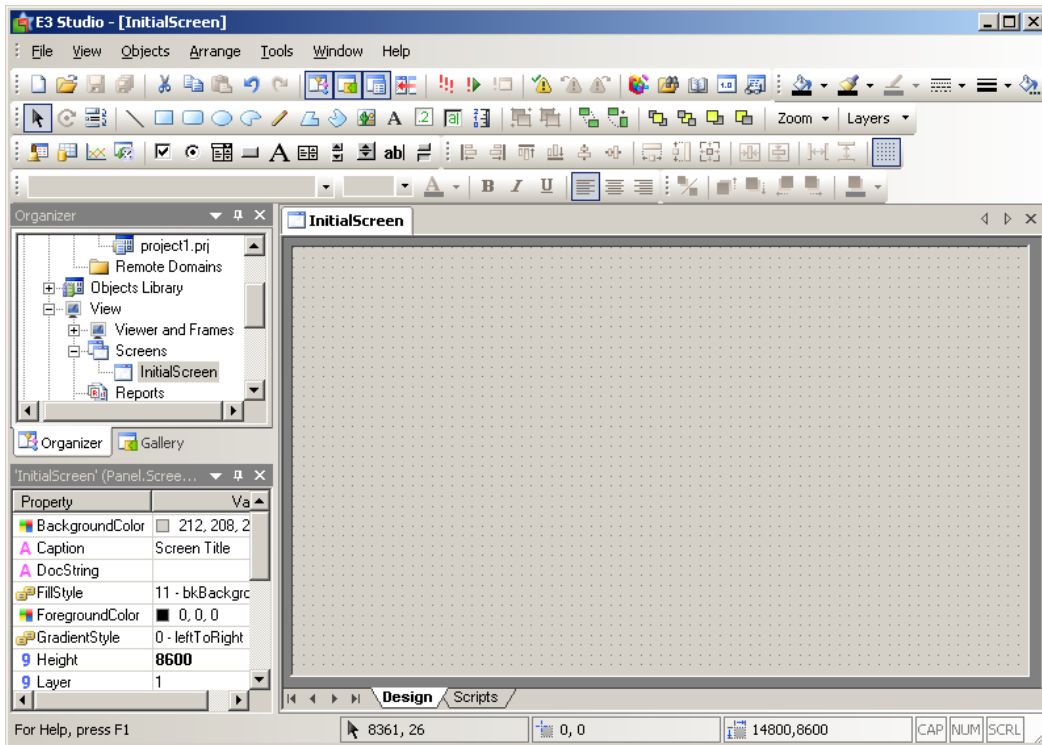 E3 Studio - [InitialScreen]
File View Objects Arrange Tools Window Help
Zoom Layers
A B I U
Organizer
InitialScreen
project1.prj
Remote Domains
Objects Library
View
Viewer and Frames
Screens
InitialScreen
Reports
Organizer Gallery
'InitialScreen' (Panel.Scree...
Property Va
BackgroundColor 212, 208, 2
A Caption Screen Title
A DocString
FillStyle 11 - bkBackgrc
ForegroundColor 0, 0, 0
GradientStyle 0 - leftToRight
9 Height 8600
9 Layer 1
Design Scripts
For Help, press F1 8361, 26 0, 0 14800,8600 CAP NUM SCRL